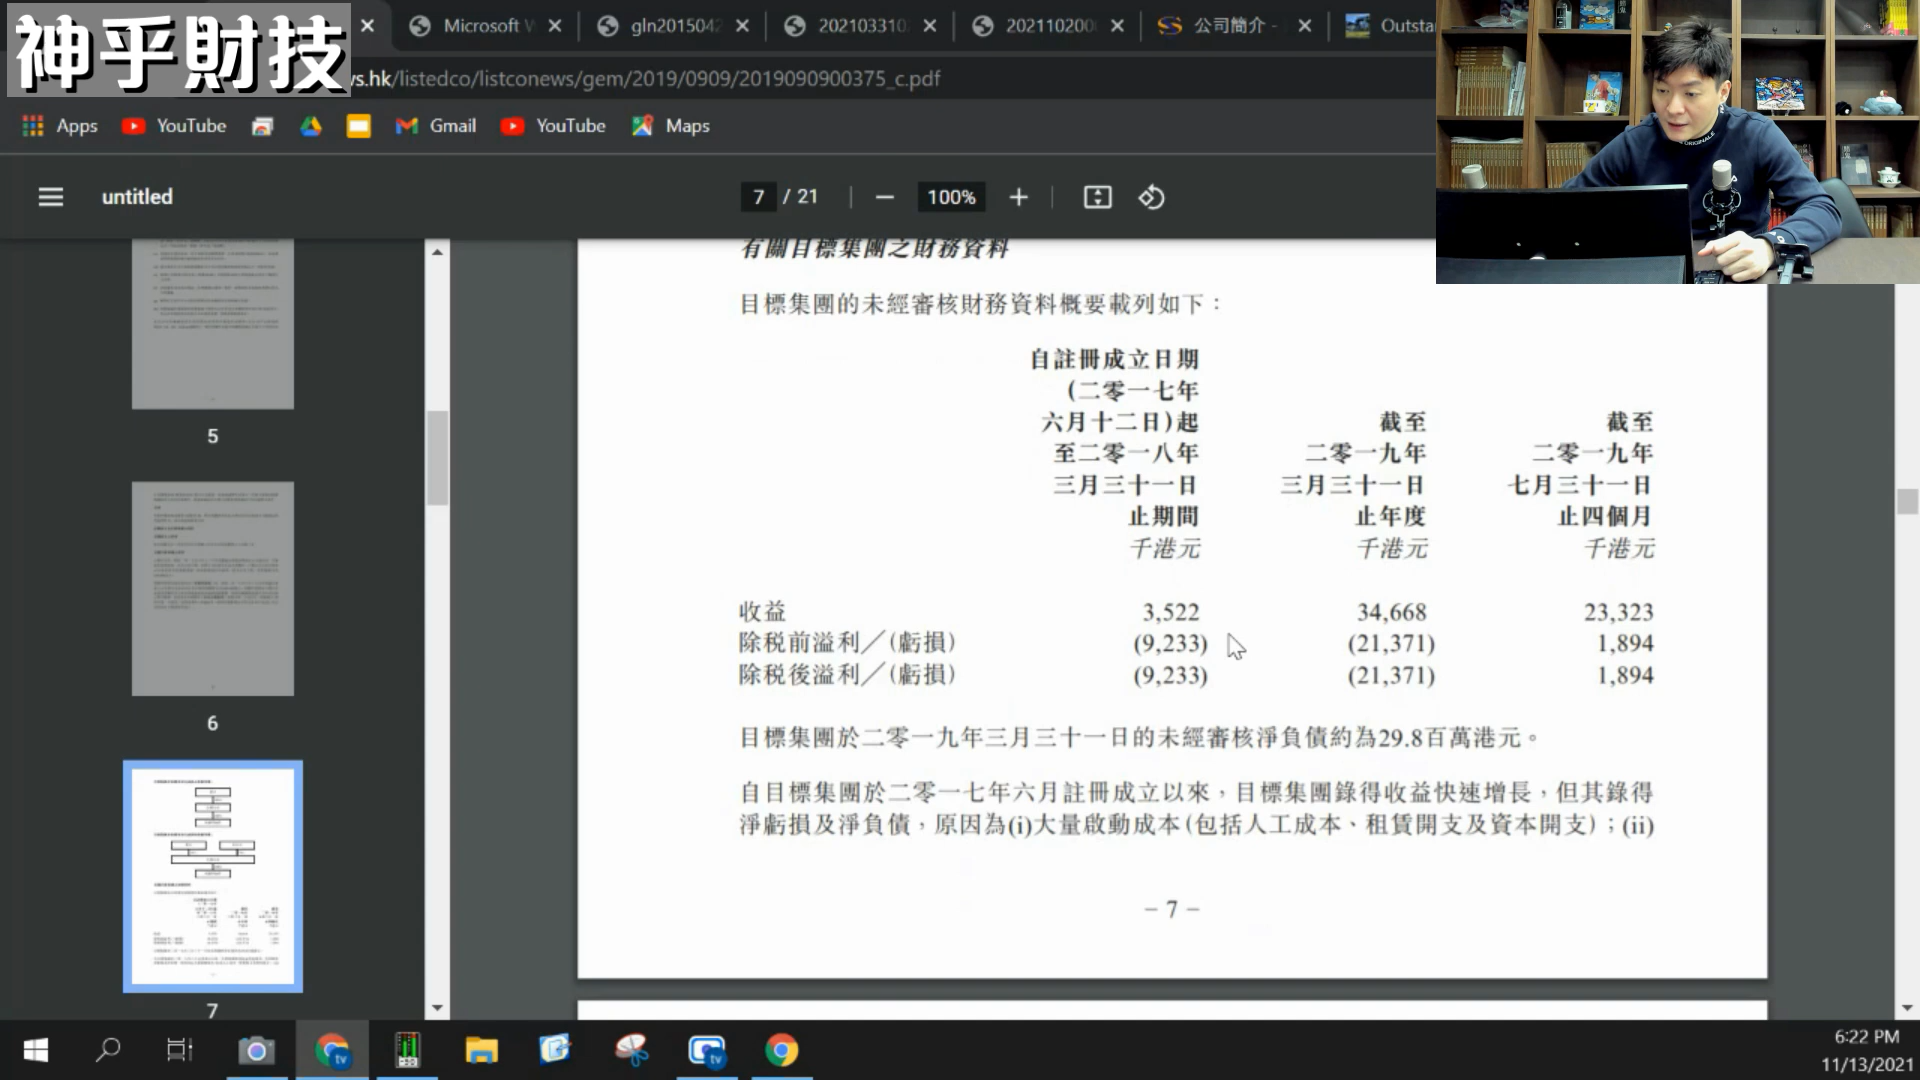 神乎財技
Microsoft W
gln2015042
202103310
2021102000
公司簡介 -
Outsta
vs.hk/listedco/listconews/gem/2019/0909/2019090900375_c.pdf
Apps
YouTube
Gmail
YouTube
Maps
untitled
7 / 21
100%
5
6
7
有關目標集團之財務資料
目標集團的未經審核財務資料概要載列如下：
自註冊成立日期
(二零一七年
六月十二日)起 截至 截至
至二零一八年 二零一九年 二零一九年
三月三十一日 三月三十一日 七月三十一日
止期間 止年度 止四個月
千港元 千港元 千港元
收益 3,522 34,668 23,323
除税前溢利／(虧損) (9,233) (21,371) 1,894
除税後溢利／(虧損) (9,233) (21,371) 1,894
目標集團於二零一九年三月三十一日的未經審核淨負債約為29.8百萬港元。
自目標集團於二零一七年六月註冊成立以來，目標集團錄得收益快速增長，但其錄得
淨虧損及淨負債，原因為(i)大量啟動成本(包括人工成本、租賃開支及資本開支)；(ii)
– 7 –
6:22 PM
11/13/2021